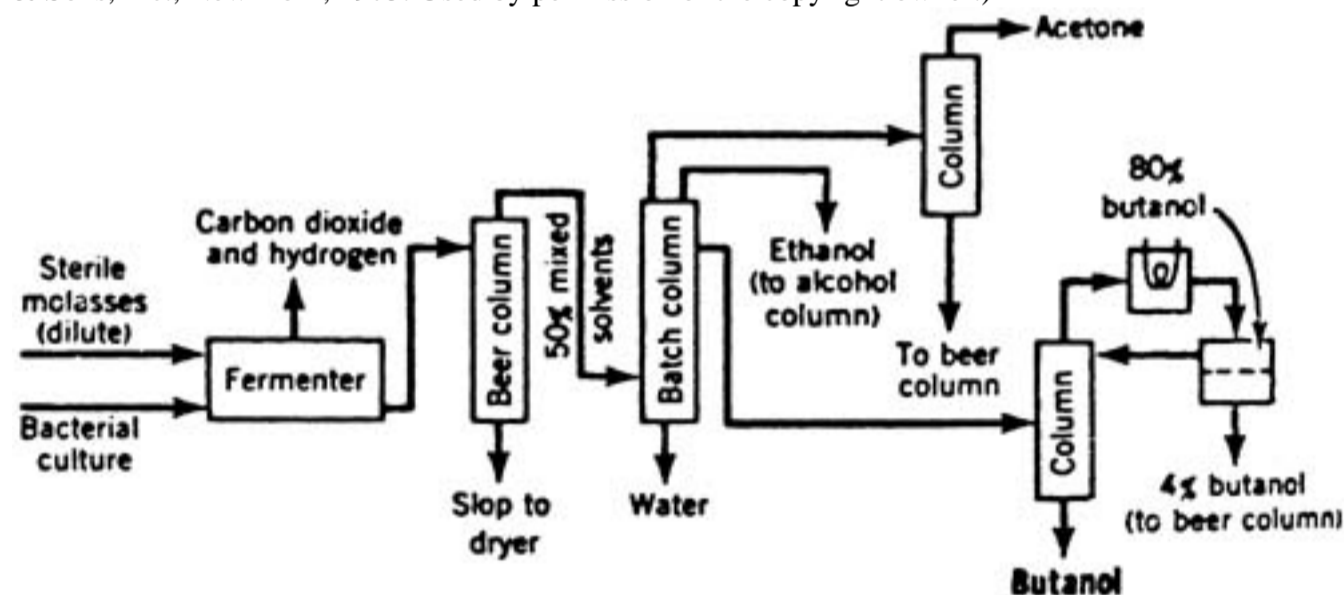 Acetone
Column
80%
butanol
Carbon dioxide
and hydrogen
Sterile
molasses
(dilute)
Beer column
50% mixed
solvents
Batch column
Ethanol
(to alcohol
column)
To beer
column
Fermenter
Bacterial
culture
Column
Slop to
dryer
Water
4% butanol
(to beer column)
Butanol